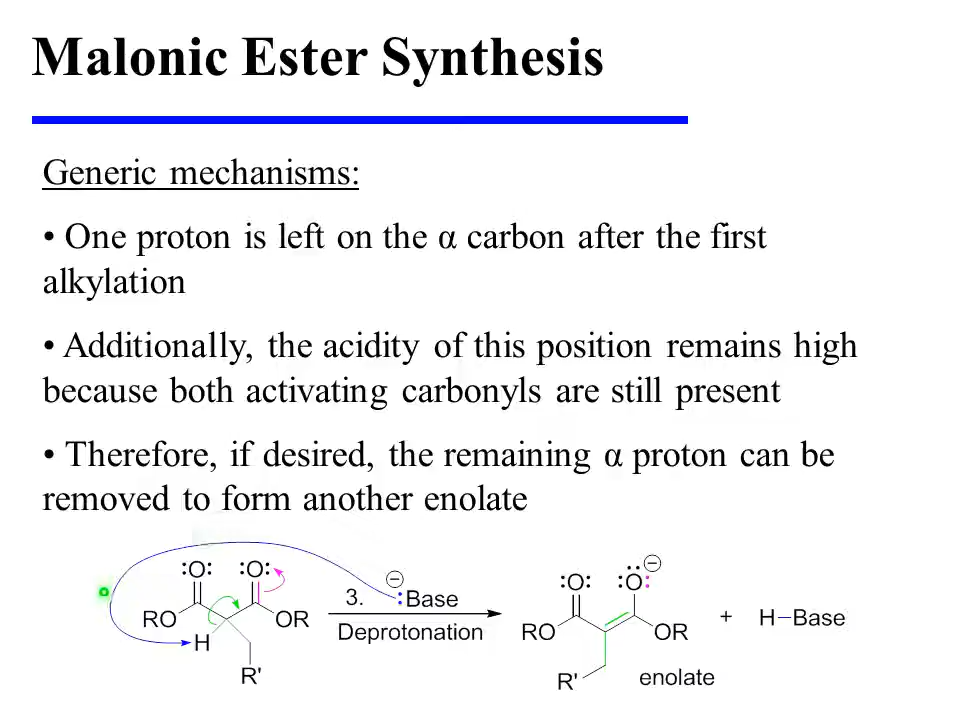 Malonic Ester Synthesis
Generic mechanisms:
• One proton is left on the α carbon after the first
alkylation
• Additionally, the acidity of this position remains high
because both activating carbonyls are still present
• Therefore, if desired, the remaining α proton can be
removed to form another enolate
O O
RO OR
H
R'
3. − :Base
Deprotonation
O O −
RO OR
R'
enolate
+ H–Base